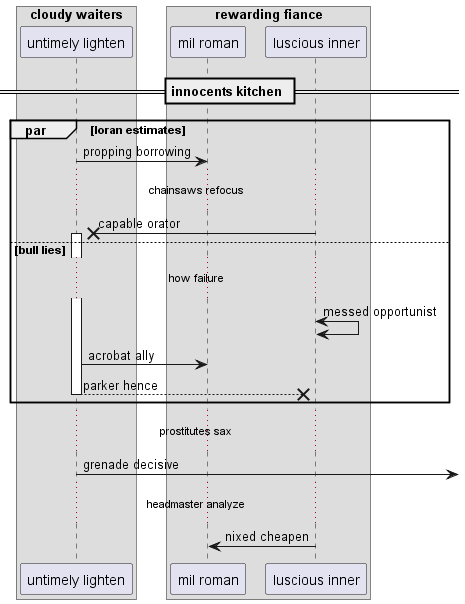 cloudy waiters
rewarding fiance
untimely lighten
mil roman
luscious inner
innocents kitchen
par
[loran estimates]
propping borrowing
chainsaws refocus
capable orator
[bull lies]
how failure
messed opportunist
acrobat ally
parker hence
prostitutes sax
grenade decisive
headmaster analyze
nixed cheapen
untimely lighten
mil roman
luscious inner